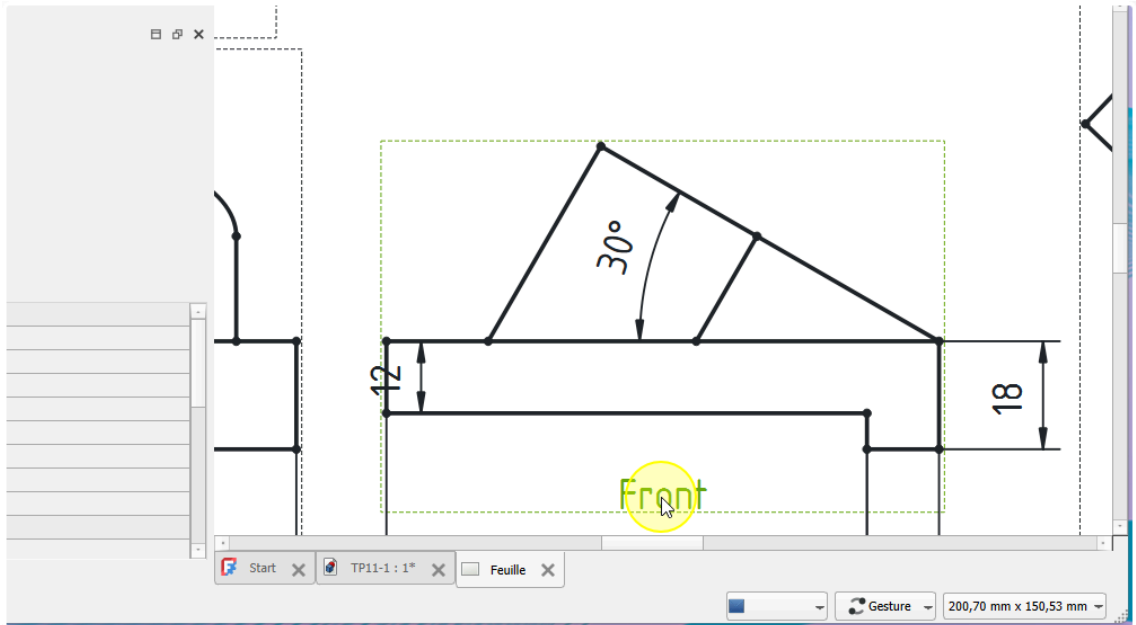 30°
12
18
Front
Start
TP11-1 : 1*
Feuille
Gesture
200,70 mm x 150,53 mm